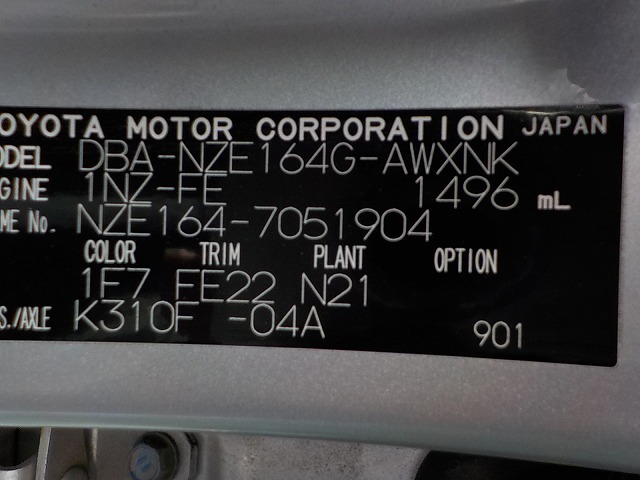 OYOTA MOTOR CORPORATION JAPAN
ODEL DBA-NZE164G-AWXNK
GINE 1NZ-FE 1496 mL
ME No. NZE164-7051904
COLOR TRIM PLANT OPTION
1F7 FE22 N21
S./AXLE K310F -04A 901